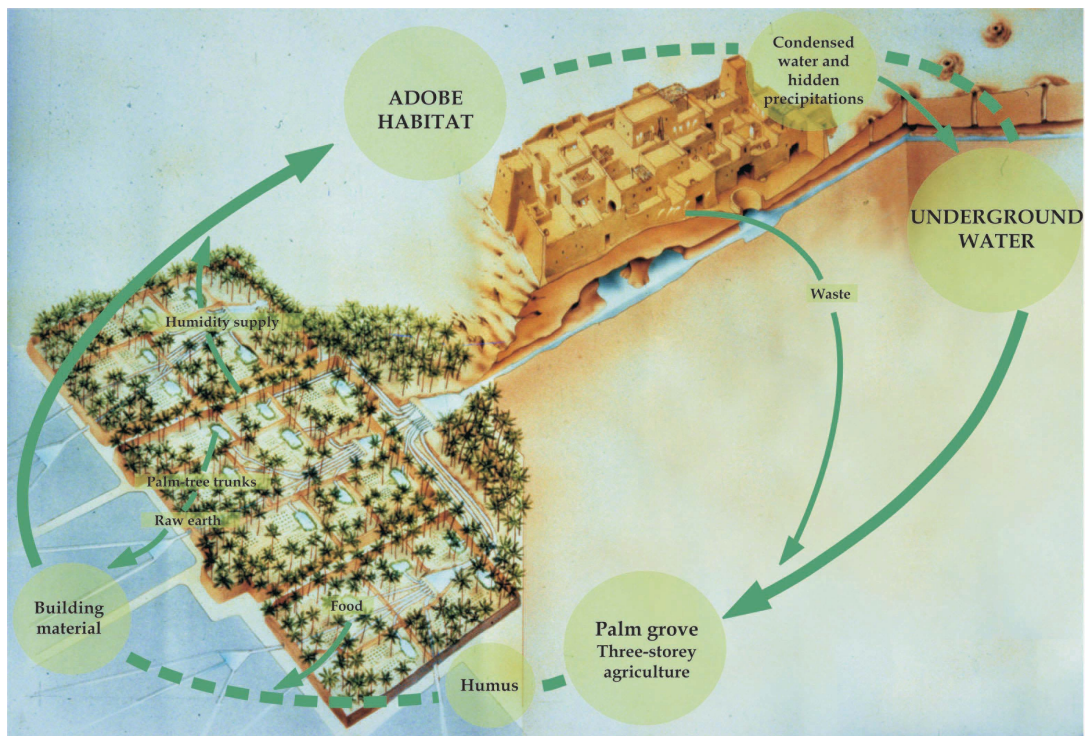 Condensed
water and
hidden
precipitations
ADOBE
HABITAT
UNDERGROUND
WATER
Waste
Humidity supply
Palm-tree trunks
Raw earth
Building
material
Food
Palm grove
Three-storey
agriculture
Humus